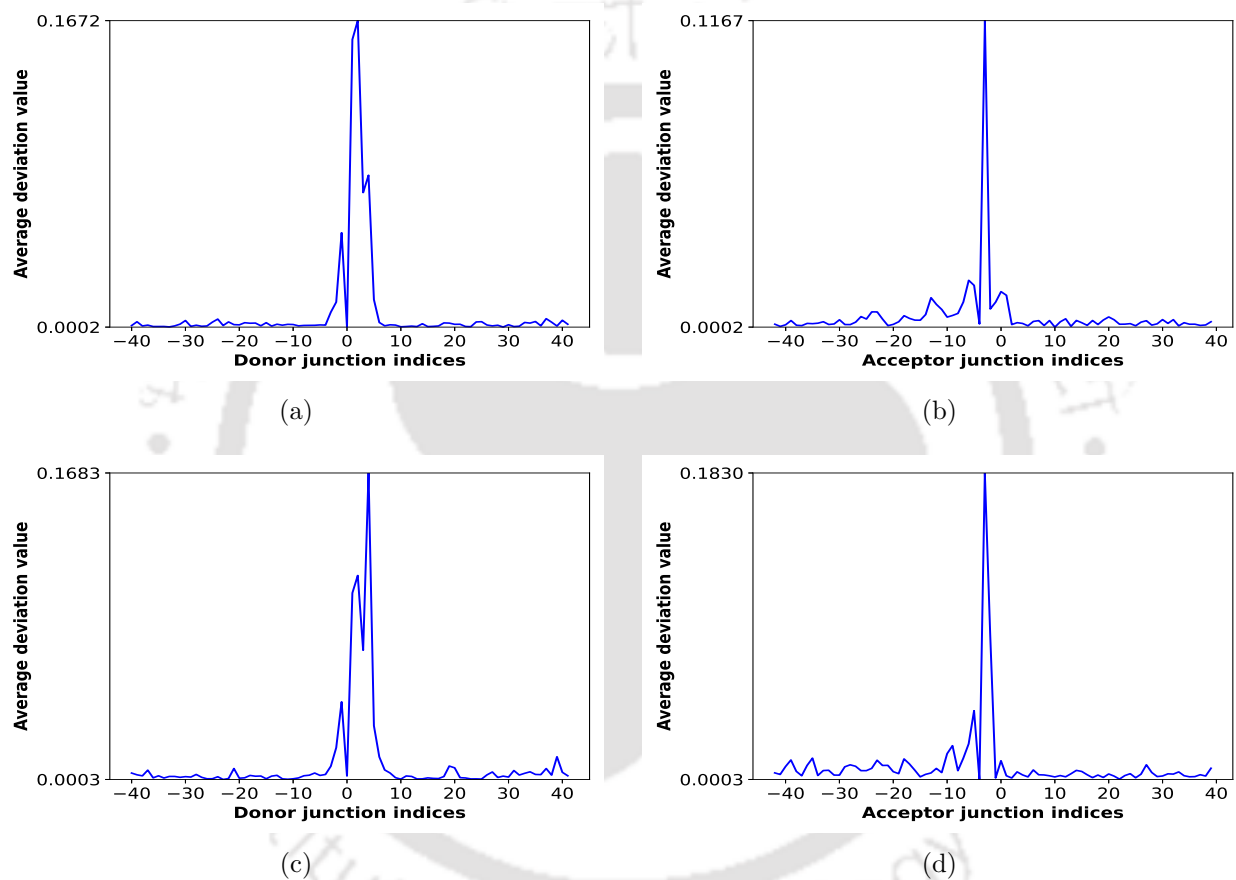 0.1672
0.0002
Average deviation value
−40 −30 −20 −10 0 10 20 30 40
Donor junction indices
(a)
0.1167
0.0002
Average deviation value
−40 −30 −20 −10 0 10 20 30 40
Acceptor junction indices
(b)
0.1683
0.0003
Average deviation value
−40 −30 −20 −10 0 10 20 30 40
Donor junction indices
(c)
0.1830
0.0003
Average deviation value
−40 −30 −20 −10 0 10 20 30 40
Acceptor junction indices
(d)